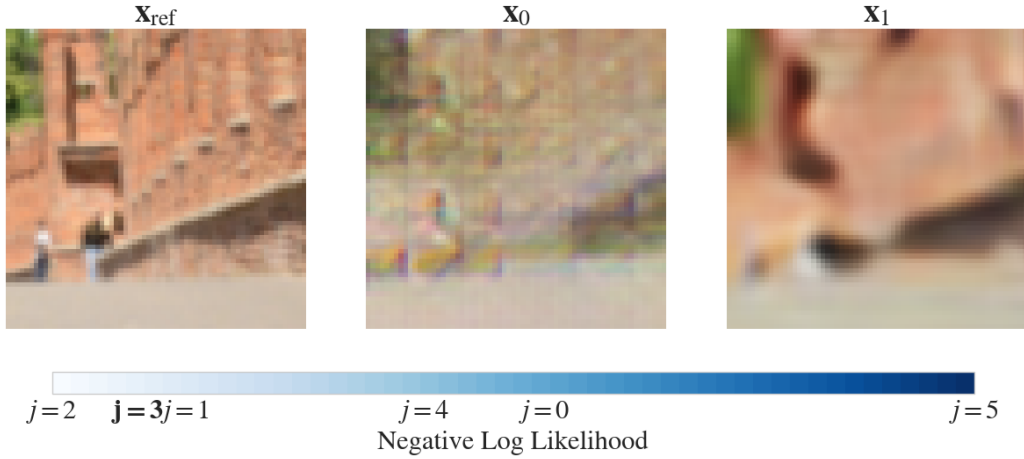 x_ref x_0 x_1
j = 2 j = 3 j = 1 j = 4 j = 0 j = 5
Negative Log Likelihood